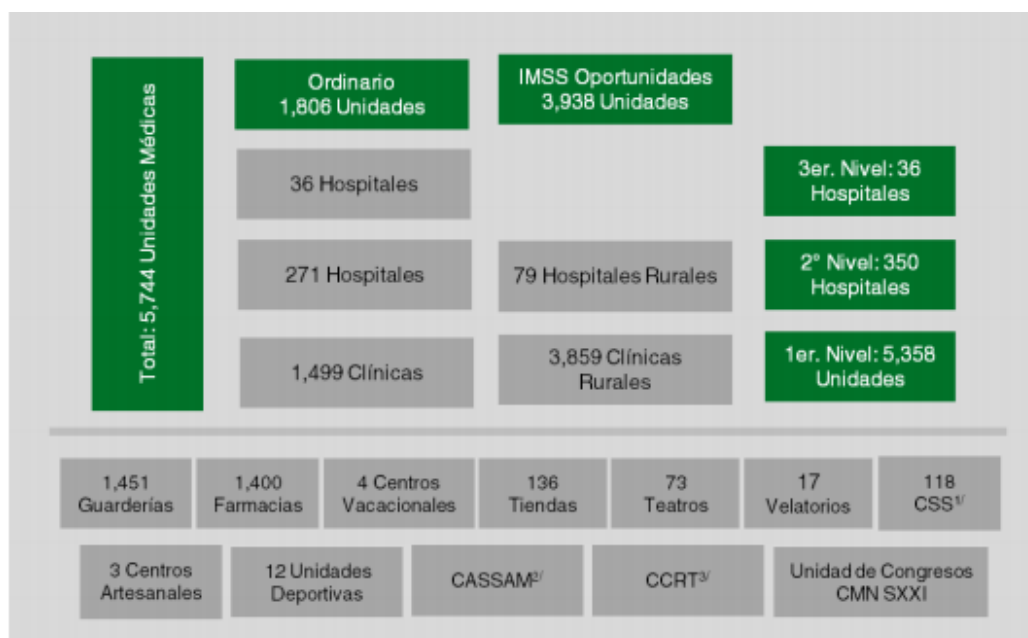 Total: 5,744 Unidades Médicas
Ordinario
1,806 Unidades
IMSS Oportunidades
3,938 Unidades
36 Hospitales
3er. Nivel: 36
Hospitales
271 Hospitales
79 Hospitales Rurales
2° Nivel: 350
Hospitales
1,499 Clínicas
3,859 Clínicas
Rurales
1er. Nivel: 5,358
Unidades
1,451
Guarderías
1,400
Farmacias
4 Centros
Vacacionales
136
Tiendas
73
Teatros
17
Velatorios
118
CSS1/
3 Centros
Artesanales
12 Unidades
Deportivas
CASSAM2/
CCRT3/
Unidad de Congresos
CMN SXXI